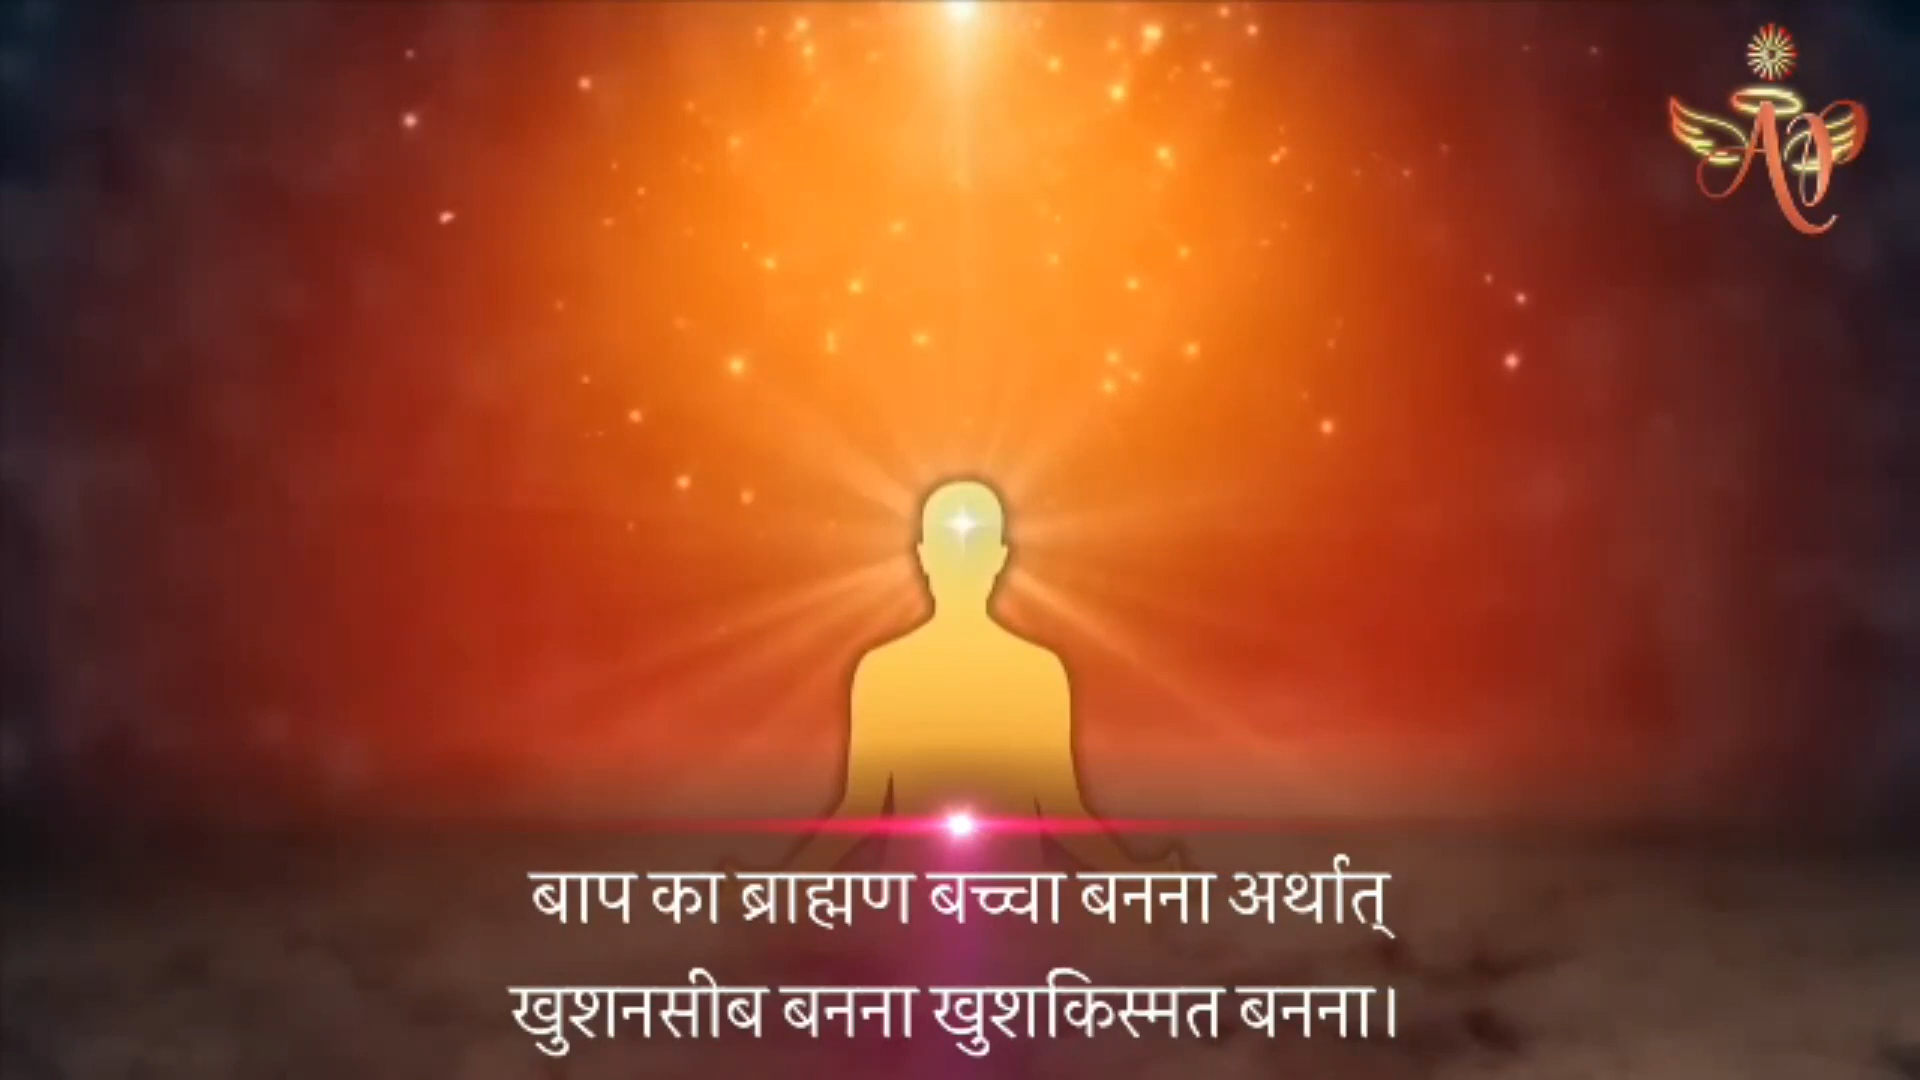 बाप का ब्राह्मण बच्चा बनना अर्थात्
खुशनसीब बनना खुशकिस्मत बनना।